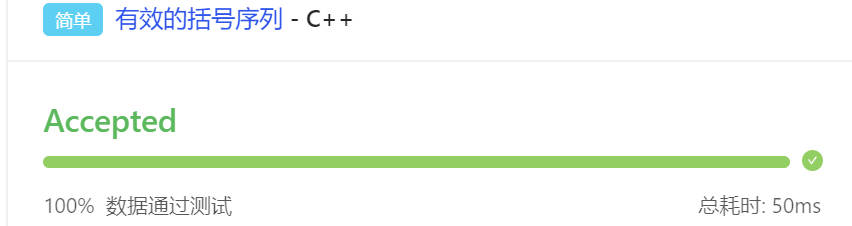 简单 有效的括号序列 - C++
Accepted
100% 数据通过测试 总耗时: 50ms